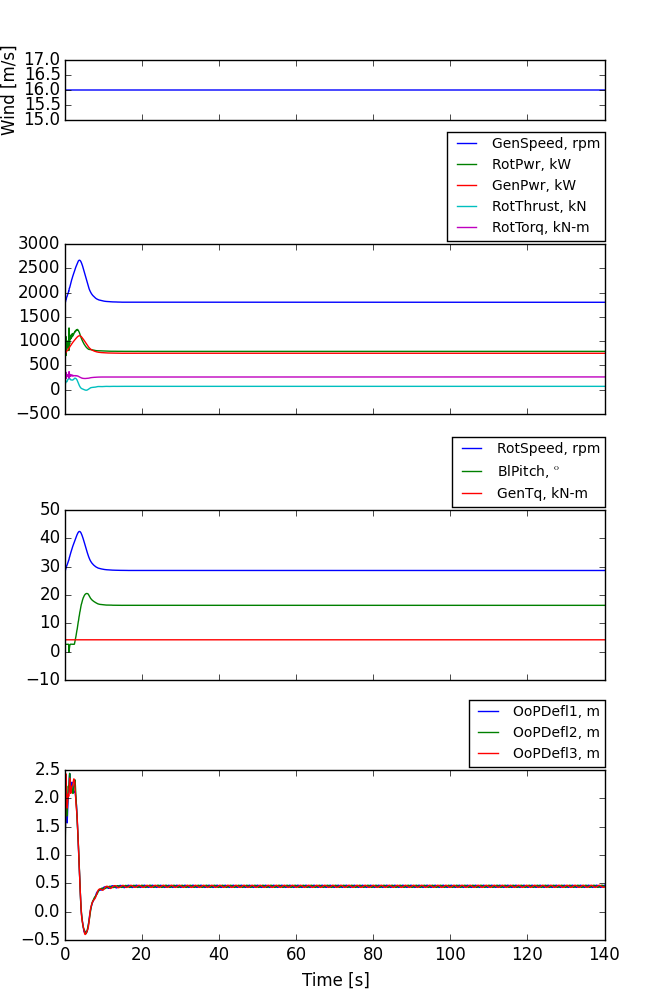 Wind [m/s]
17.0
16.5
16.0
15.5
15.0
GenSpeed, rpm
RotPwr, kW
GenPwr, kW
RotThrust, kN
RotTorq, kN-m
3000
2500
2000
1500
1000
500
0
−500
RotSpeed, rpm
BlPitch, °
GenTq, kN-m
50
40
30
20
10
0
−10
OoPDefl1, m
OoPDefl2, m
OoPDefl3, m
2.5
2.0
1.5
1.0
0.5
0.0
−0.5
0 20 40 60 80 100 120 140
Time [s]